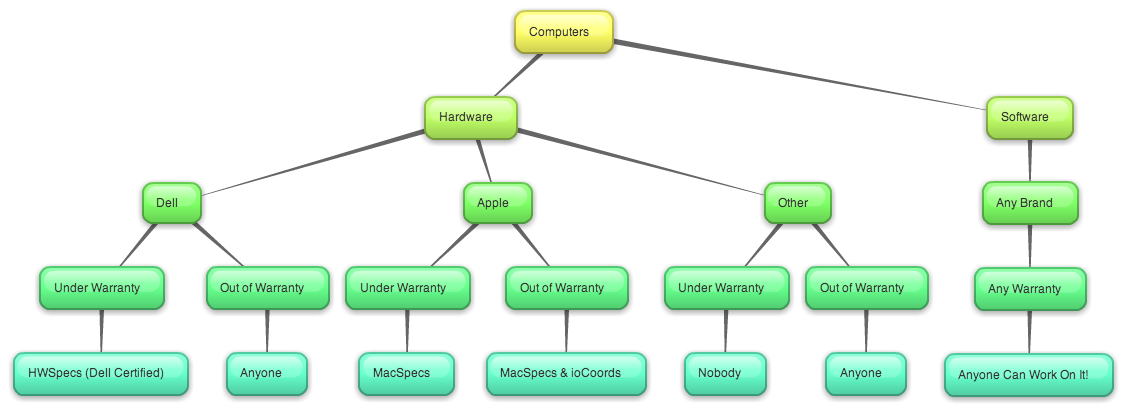 Computers
Hardware
Software
Dell
Apple
Other
Any Brand
Under Warranty
Out of Warranty
Under Warranty
Out of Warranty
Under Warranty
Out of Warranty
Any Warranty
HWSpecs (Dell Certified)
Anyone
MacSpecs
MacSpecs & ioCoords
Nobody
Anyone
Anyone Can Work On It!